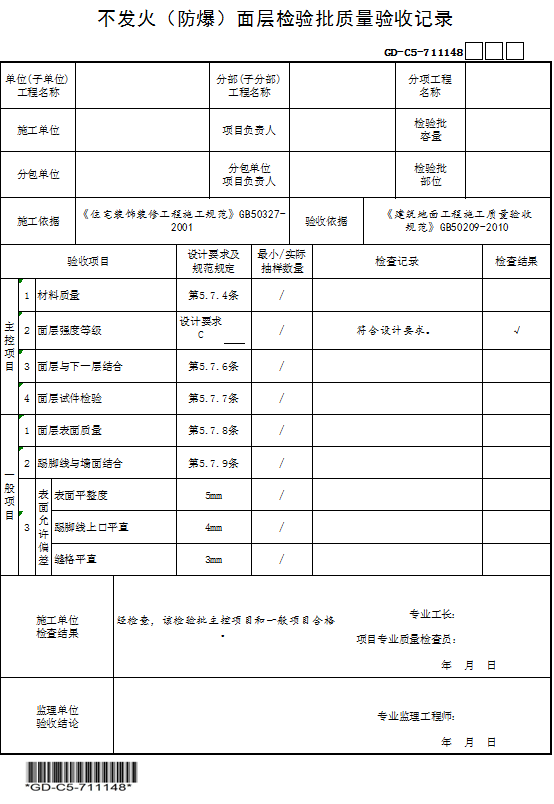 不发火（防爆）面层检验批质量验收记录
GD-C5-711148
单位(子单位)
工程名称
分部(子分部)
工程名称
分项工程
名称
施工单位
项目负责人
检验批
容量
分包单位
分包单位
项目负责人
检验批
部位
施工依据
《住宅装饰装修工程施工规范》GB50327-
2001
验收依据
《建筑地面工程施工质量验收
规范》GB50209-2010
验收项目
设计要求及
规范规定
最小/实际
抽样数量
检查记录
检查结果
主控项目
1 材料质量 第5.7.4条 /
2 面层强度等级 设计要求
C ___ / 符合设计要求。 √
3 面层与下一层结合 第5.7.6条 /
4 面层试件检验 第5.7.7条 /
一般项目
1 面层表面质量 第5.7.8条 /
2 踢脚线与墙面结合 第5.7.9条 /
3 表面允许偏差
表面平整度 5mm /
踢脚线上口平直 4mm /
缝格平直 3mm /
施工单位
检查结果
经检查，该检验批主控项目和一般项目合格
。
专业工长：
项目专业质量检查员：
年 月 日
监理单位
验收结论
专业监理工程师：
年 月 日
*GD-C5-711148*